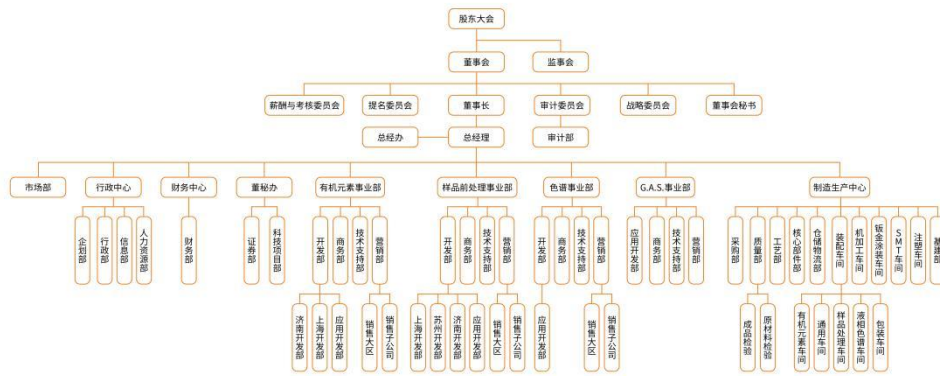 股东大会
董事会
监事会
薪酬与考核委员会
提名委员会
董事长
审计委员会
战略委员会
董事会秘书
总经办
总经理
审计部
市场部
行政中心
财务中心
董秘办
有机元素事业部
样品前处理事业部
色谱事业部
G.A.S.事业部
制造生产中心
企划部
行政部
信息部
人力资源部
财务部
证券部
科技项目部
开发部
商务部
技术支持部
营销部
开发部
商务部
技术支持部
营销部
开发部
商务部
技术支持部
营销部
应用开发部
商务部
技术支持部
营销部
采购部
质量部
工艺部
核心部件部
仓储物流部
装配车间
机加工车间
钣金涂装车间
SMT车间
注塑车间
基建部
济南开发部
上海开发部
应用开发部
销售大区
销售子公司
上海开发部
苏州开发部
济南开发部
应用开发部
销售大区
销售子公司
应用开发部
销售大区
销售子公司
成品检验
原材料检验
有机元素车间
通用车间
样品处理车间
液相色谱车间
包装车间